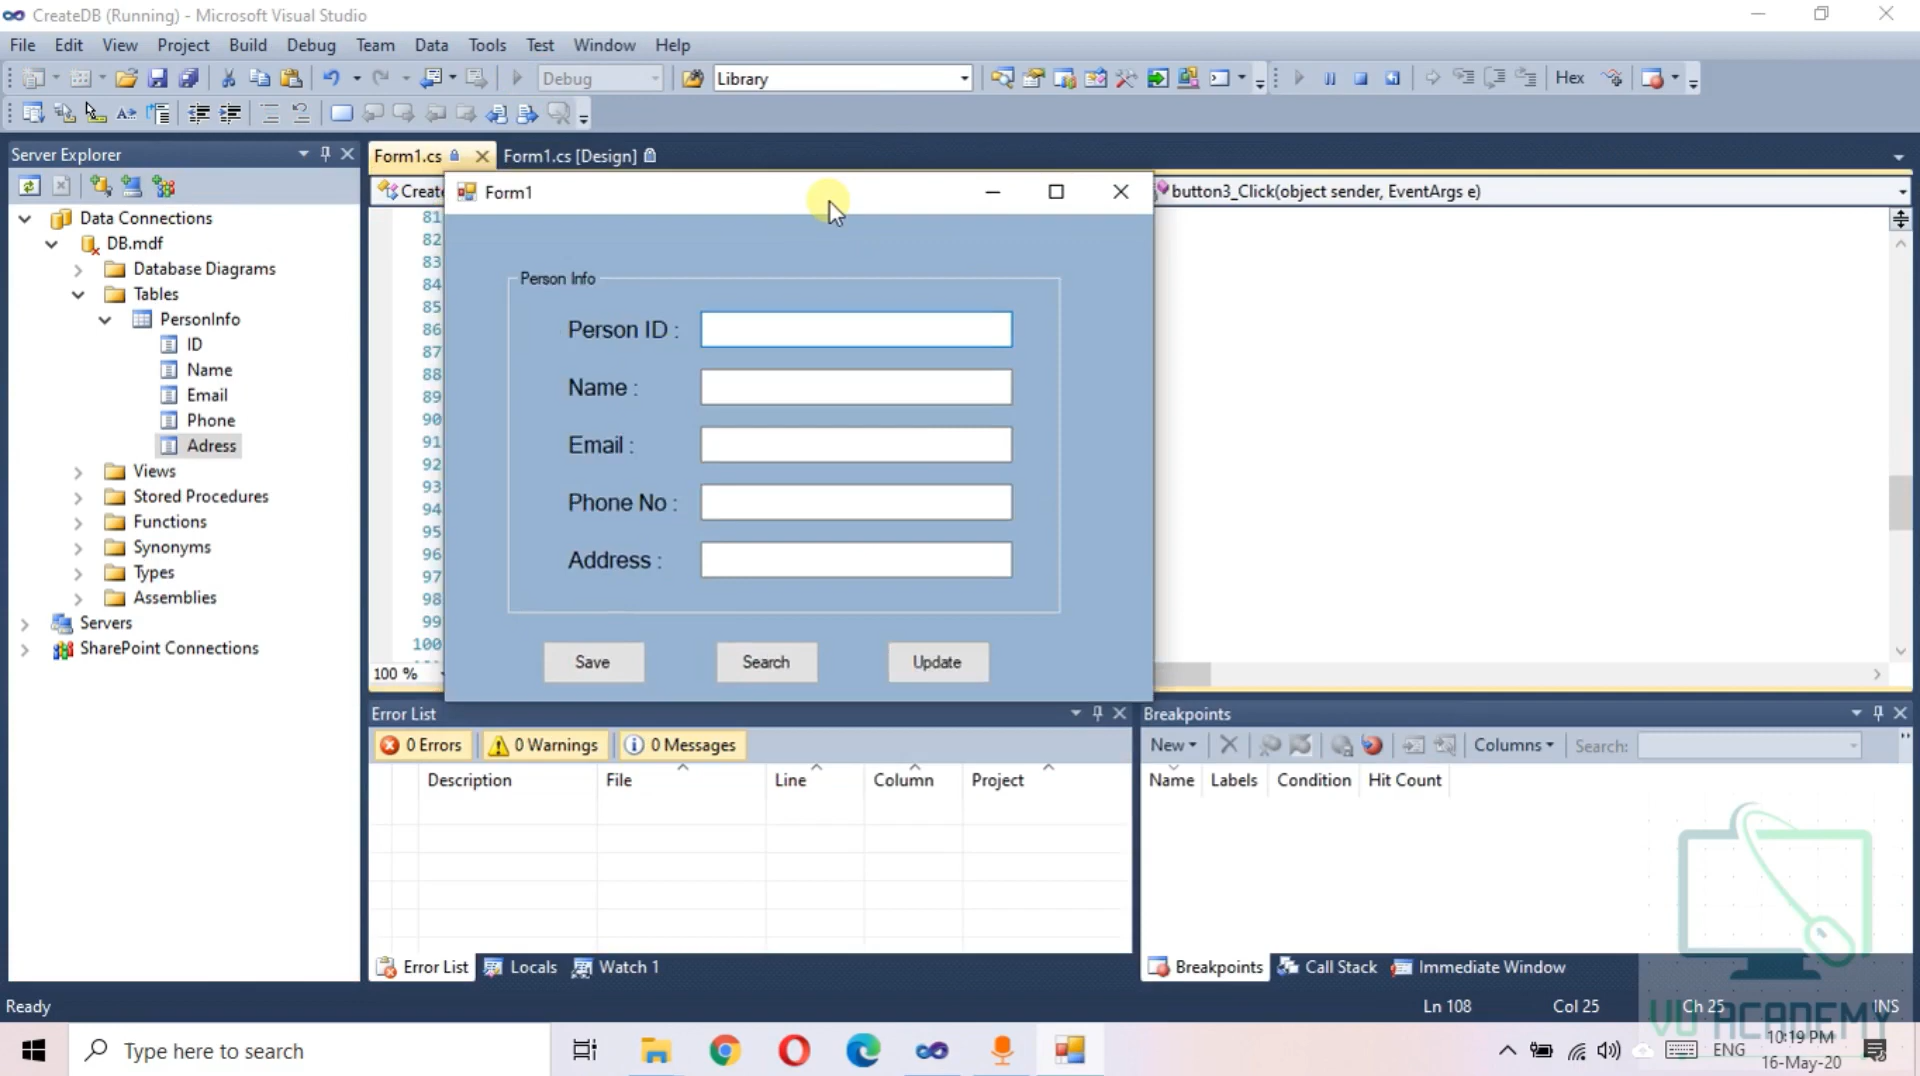 CreateDB (Running) - Microsoft Visual Studio
File Edit View Project Build Debug Team Data Tools Test Window Help
Debug Library Hex
Server Explorer
Form1.cs Form1.cs [Design]
Form1
button3_Click(object sender, EventArgs e)
Data Connections
DB.mdf
Database Diagrams
Tables
PersonInfo
ID
Name
Email
Phone
Adress
Views
Stored Procedures
Functions
Synonyms
Types
Assemblies
Servers
SharePoint Connections
81
82
83
84
85
86
87
88
89
90
91
92
93
94
95
96
97
98
99
100
100 %
Person Info
Person ID :
Name :
Email :
Phone No :
Address :
Save Search Update
Error List
0 Errors 0 Warnings 0 Messages
Description File Line Column Project
Error List Locals Watch 1
Breakpoints
New Columns Search:
Name Labels Condition Hit Count
Breakpoints Call Stack Immediate Window
Ready Ln 108 Col 25 Ch 25 INS
VU ACADEMY
Type here to search
ENG
10:19 PM
16-May-20